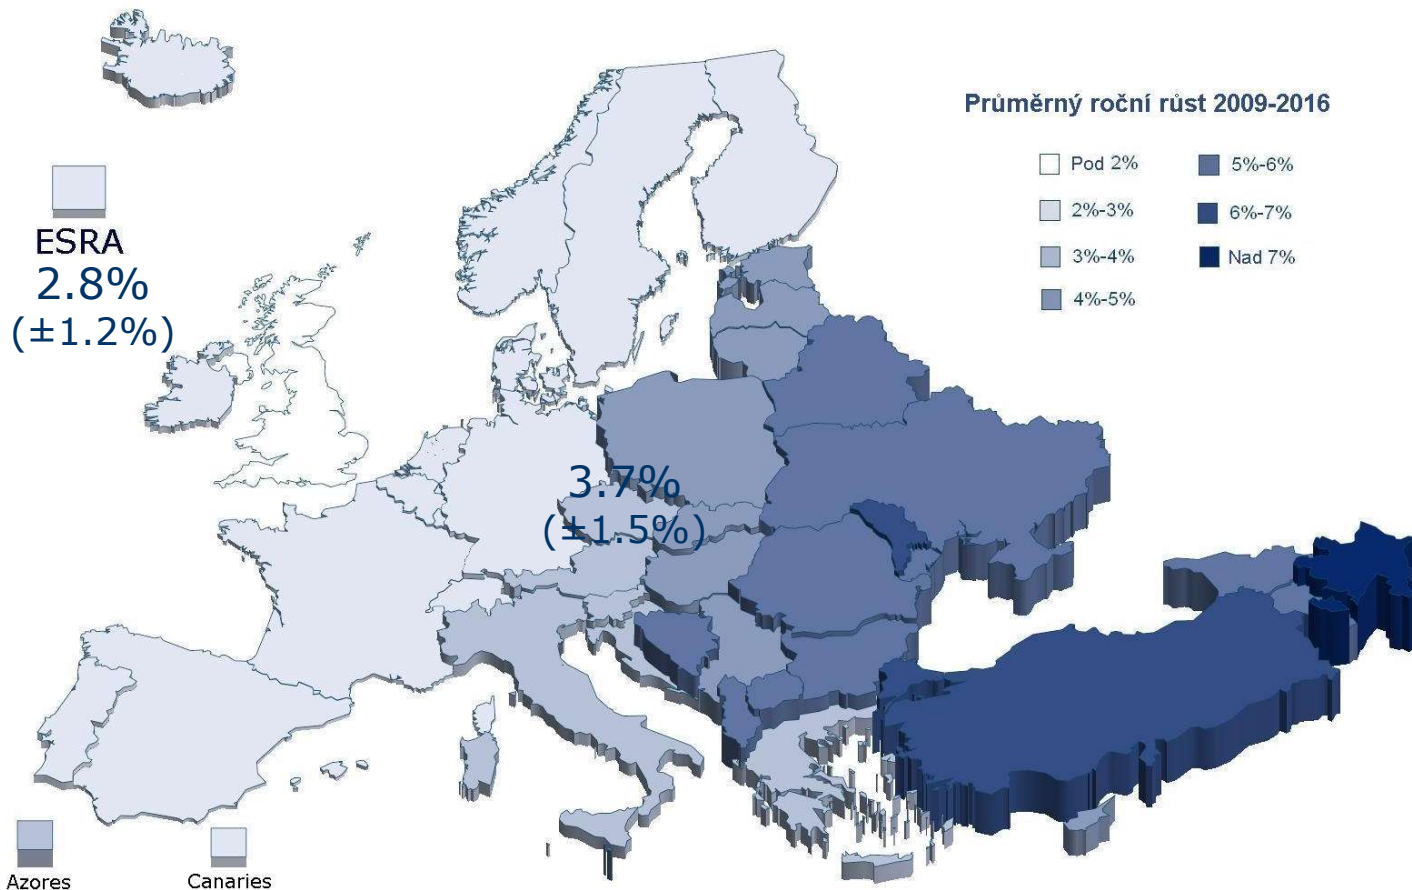 Průměrný roční růst 2009-2016
Pod 2%
2%-3%
3%-4%
4%-5%
5%-6%
6%-7%
Nad 7%
ESRA
2.8%
(±1.2%)
3.7%
(±1.5%)
Azores
Canaries